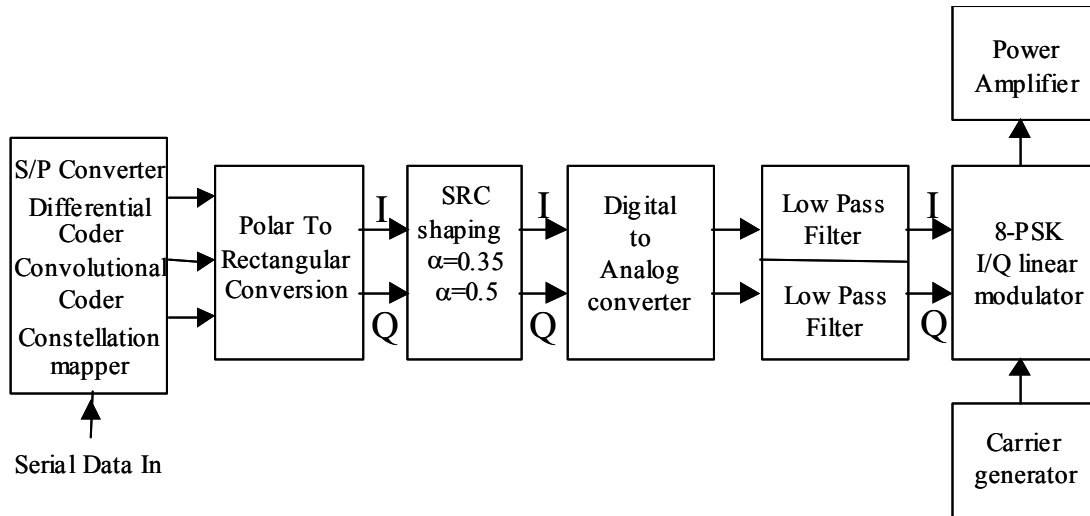 S/P Converter
Differential
Coder
Convolutional
Coder
Constellation
mapper
Serial Data In
Polar To
Rectangular
Conversion
I
Q
SRC
shaping
α=0.35
α=0.5
I
Q
Digital
to
Analog
converter
Low Pass
Filter
Low Pass
Filter
I
Q
Power
Amplifier
8-PSK
I/Q linear
modulator
Carrier
generator